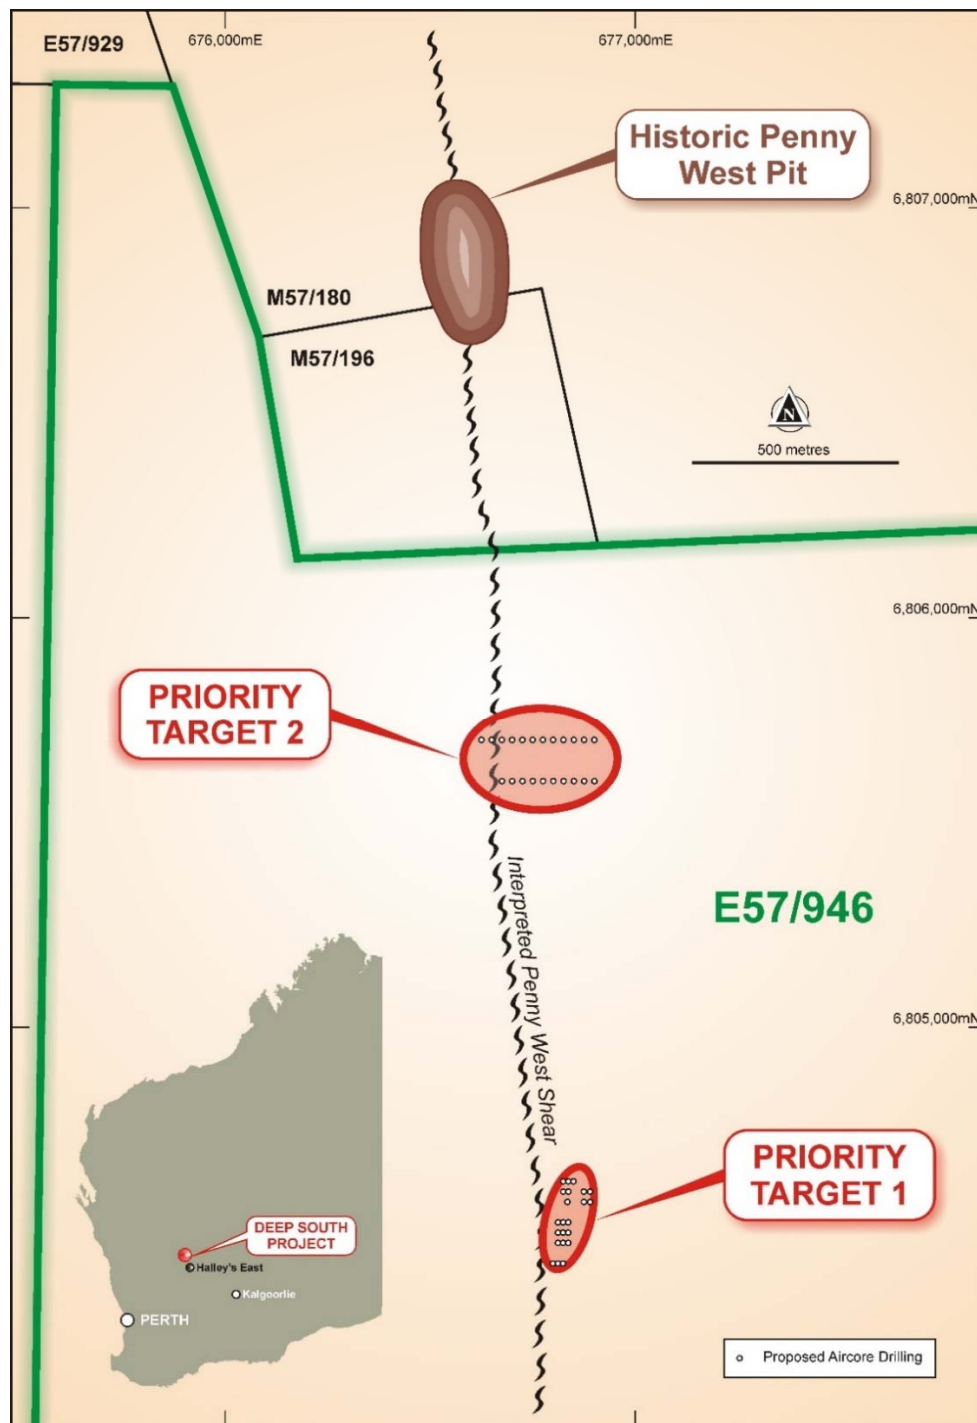 E57/929
676,000mE
677,000mE
Historic Penny
West Pit
6,807,000mN
M57/180
M57/196
N
500 metres
6,806,000mN
PRIORITY
TARGET 2
Interpreted Penny West Shear
E57/946
6,805,000mN
PRIORITY
TARGET 1
DEEP SOUTH
PROJECT
Halley's East
Kalgoorlie
PERTH
Proposed Aircore Drilling